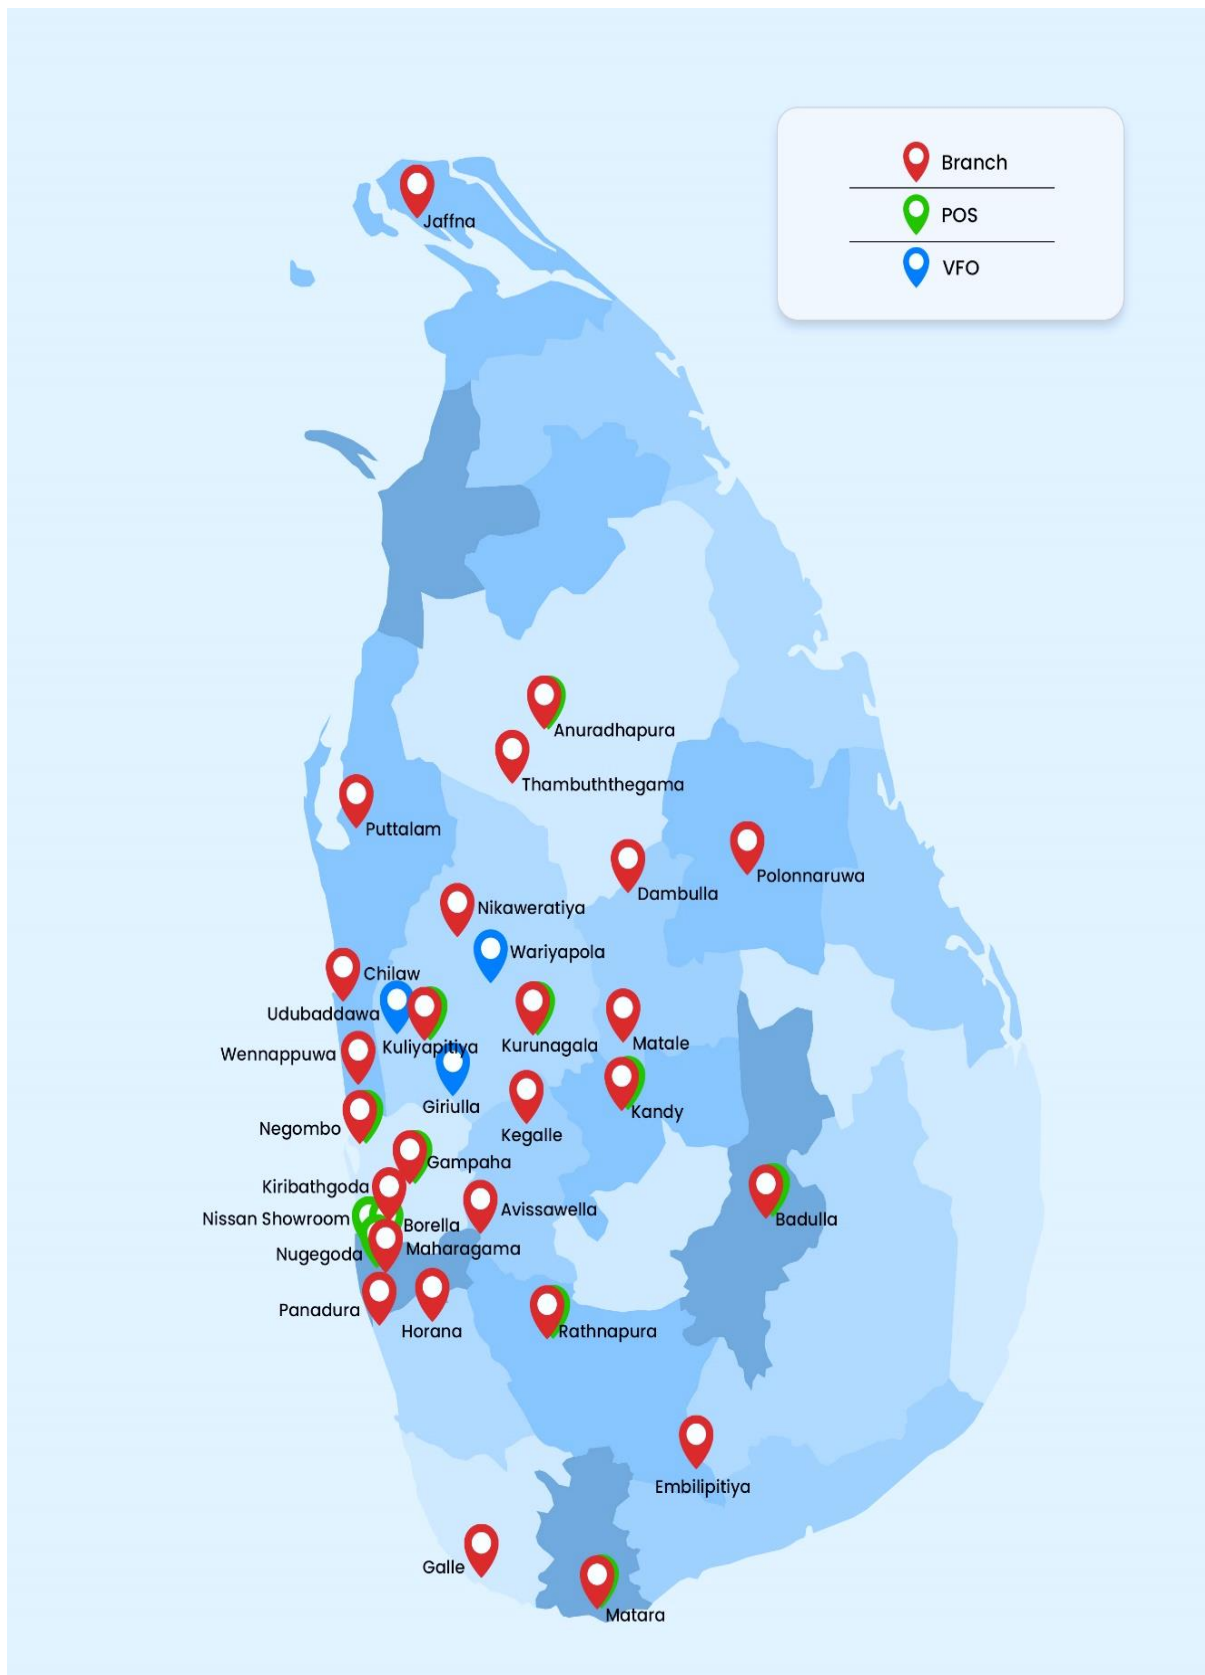 Branch
POS
VFO
Jaffna
Anuradhapura
Thambuththegama
Puttalam
Polonnaruwa
Dambulla
Nikaweratiya
Wariyapola
Chilaw
Udubaddawa
Kuliyapitiya
Kurunagala
Matale
Wennappuwa
Giriulla
Kandy
Negombo
Kegalle
Gampaha
Kiribathgoda
Avissawella
Nissan Showroom
Badulla
Borella
Maharagama
Nugegoda
Panadura
Horana
Rathnapura
Embilipitiya
Galle
Matara